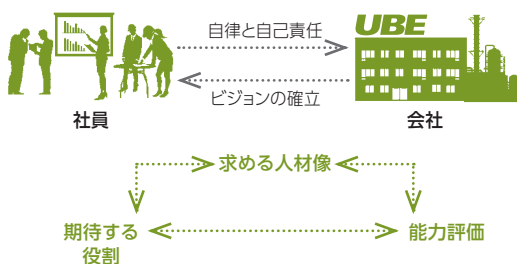 自律と自己責任
UBE
ビジョンの確立
社員
会社
求める人材像
期待する
役割
能力評価